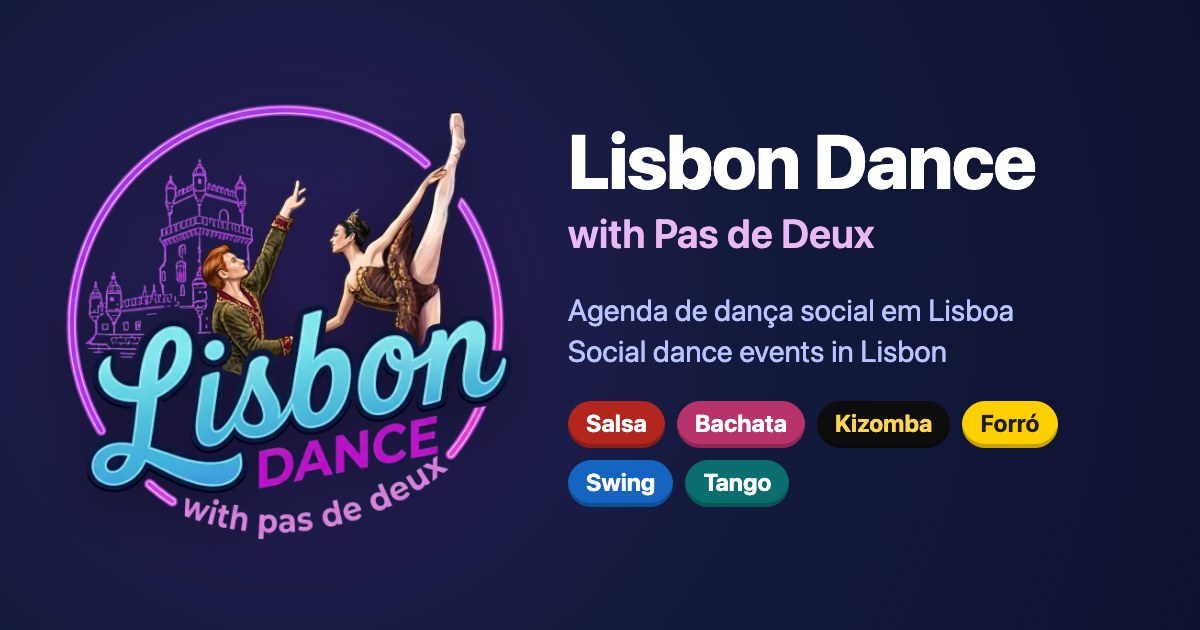 Lisbon
DANCE
with pas de deux
Lisbon Dance
with Pas de Deux
Agenda de dança social em Lisboa
Social dance events in Lisbon
Salsa Bachata Kizomba Forró
Swing Tango